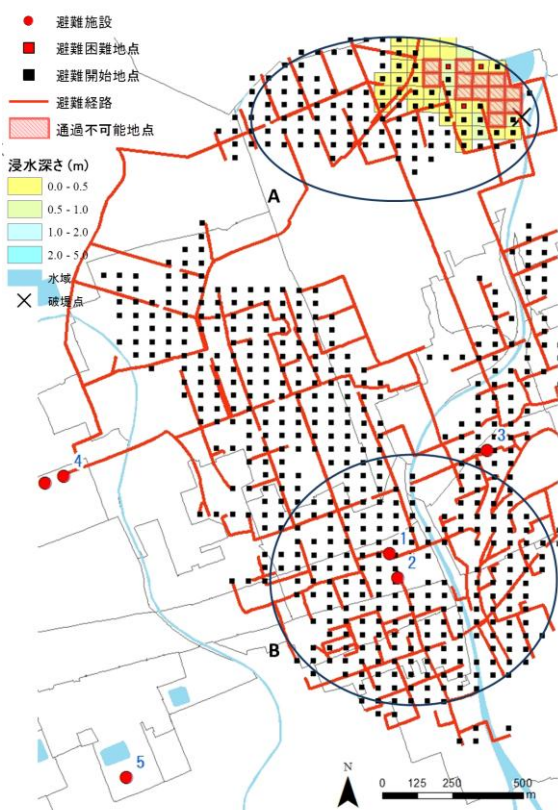 避難施設
避難困難地点
避難開始地点
避難経路
通過不可能地点
浸水深さ(m)
0.0 - 0.5
0.5 - 1.0
1.0 - 2.0
2.0 - 5.0
水域
破堤点
A
3
4
1
2
B
5
N
0 125 250 500
m